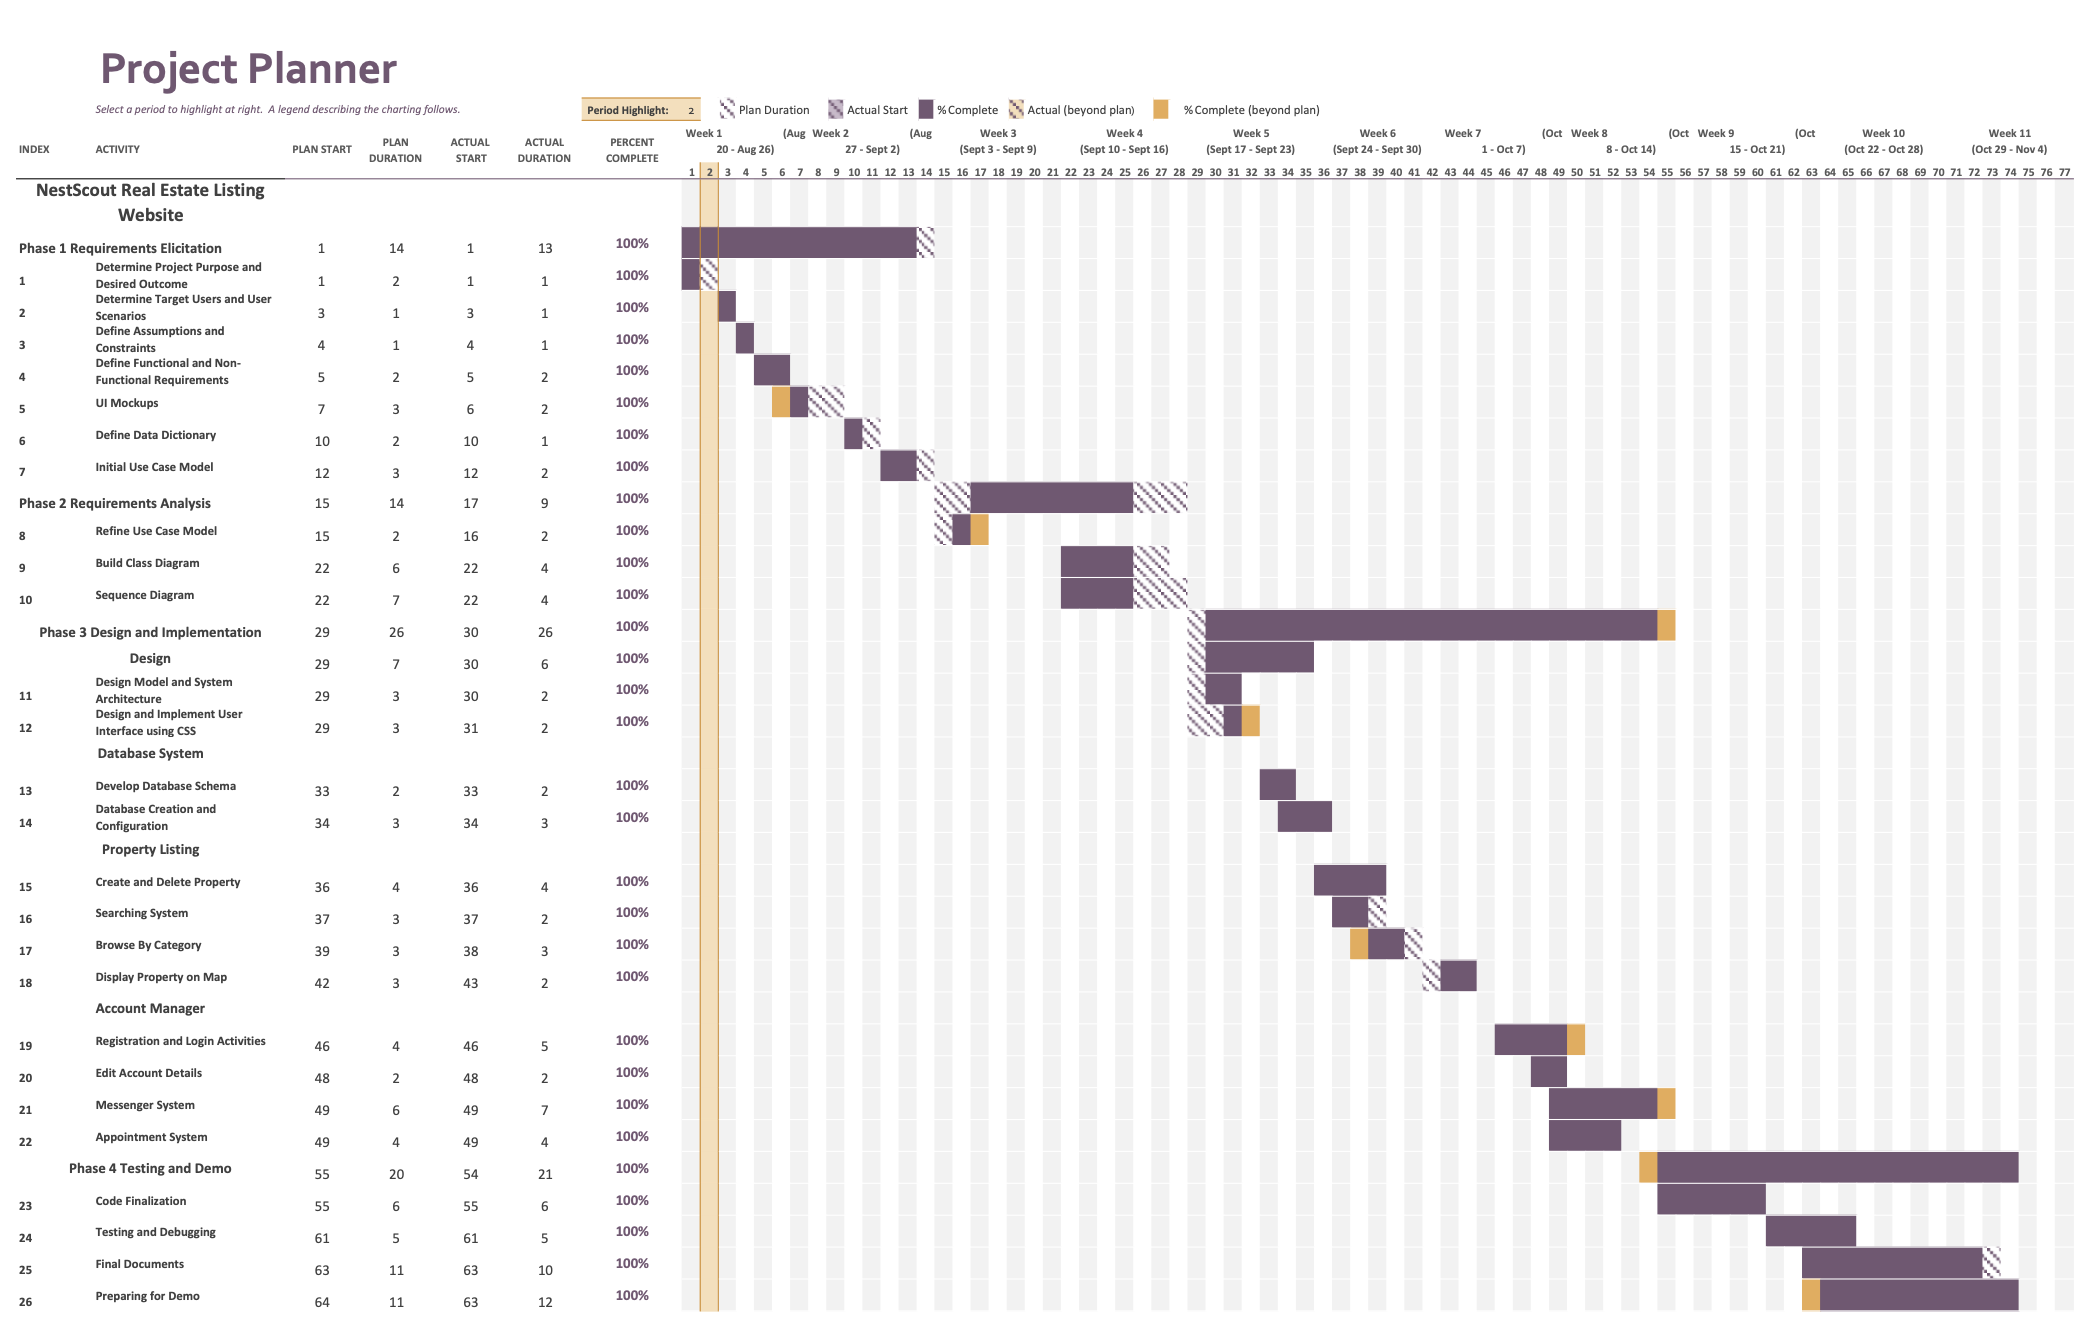 Project Planner
Select a period to highlight at right.  A legend describing the charting follows.
Period Highlight: 2 Plan Duration Actual Start % Complete Actual (beyond plan) % Complete (beyond plan)
Week 1 (Aug Week 2 (Aug Week 3 Week 4 Week 5 Week 6 Week 7 (Oct Week 8 (Oct Week 9 (Oct Week 10 Week 11
20 - Aug 26) 27 - Sept 2) (Sept 3 - Sept 9) (Sept 10 - Sept 16) (Sept 17 - Sept 23) (Sept 24 - Sept 30) 1 - Oct 7) 8 - Oct 14) 15 - Oct 21) (Oct 22 - Oct 28) (Oct 29 - Nov 4)
INDEX ACTIVITY PLAN START PLAN DURATION ACTUAL START ACTUAL DURATION PERCENT COMPLETE
1 2 3 4 5 6 7 8 9 10 11 12 13 14 15 16 17 18 19 20 21 22 23 24 25 26 27 28 29 30 31 32 33 34 35 36 37 38 39 40 41 42 43 44 45 46 47 48 49 50 51 52 53 54 55 56 57 58 59 60 61 62 63 64 65 66 67 68 69 70 71 72 73 74 75 76 77
NestScout Real Estate Listing
Website
Phase 1 Requirements Elicitation 1 14 1 13 100%
1 Determine Project Purpose and Desired Outcome 1 2 1 1 100%
2 Determine Target Users and User Scenarios 3 1 3 1 100%
3 Define Assumptions and Constraints 4 1 4 1 100%
4 Define Functional and Non-Functional Requirements 5 2 5 2 100%
5 UI Mockups 7 3 6 2 100%
6 Define Data Dictionary 10 2 10 1 100%
7 Initial Use Case Model 12 3 12 2 100%
Phase 2 Requirements Analysis 15 14 17 9 100%
8 Refine Use Case Model 15 2 16 2 100%
9 Build Class Diagram 22 6 22 4 100%
10 Sequence Diagram 22 7 22 4 100%
Phase 3 Design and Implementation 29 26 30 26 100%
Design 29 7 30 6 100%
11 Design Model and System Architecture 29 3 30 2 100%
12 Design and Implement User Interface using CSS 29 3 31 2 100%
Database System
13 Develop Database Schema 33 2 33 2 100%
14 Database Creation and Configuration 34 3 34 3 100%
Property Listing
15 Create and Delete Property 36 4 36 4 100%
16 Searching System 37 3 37 2 100%
17 Browse By Category 39 3 38 3 100%
18 Display Property on Map 42 3 43 2 100%
Account Manager
19 Registration and Login Activities 46 4 46 5 100%
20 Edit Account Details 48 2 48 2 100%
21 Messenger System 49 6 49 7 100%
22 Appointment System 49 4 49 4 100%
Phase 4 Testing and Demo 55 20 54 21 100%
23 Code Finalization 55 6 55 6 100%
24 Testing and Debugging 61 5 61 5 100%
25 Final Documents 63 11 63 10 100%
26 Preparing for Demo 64 11 63 12 100%